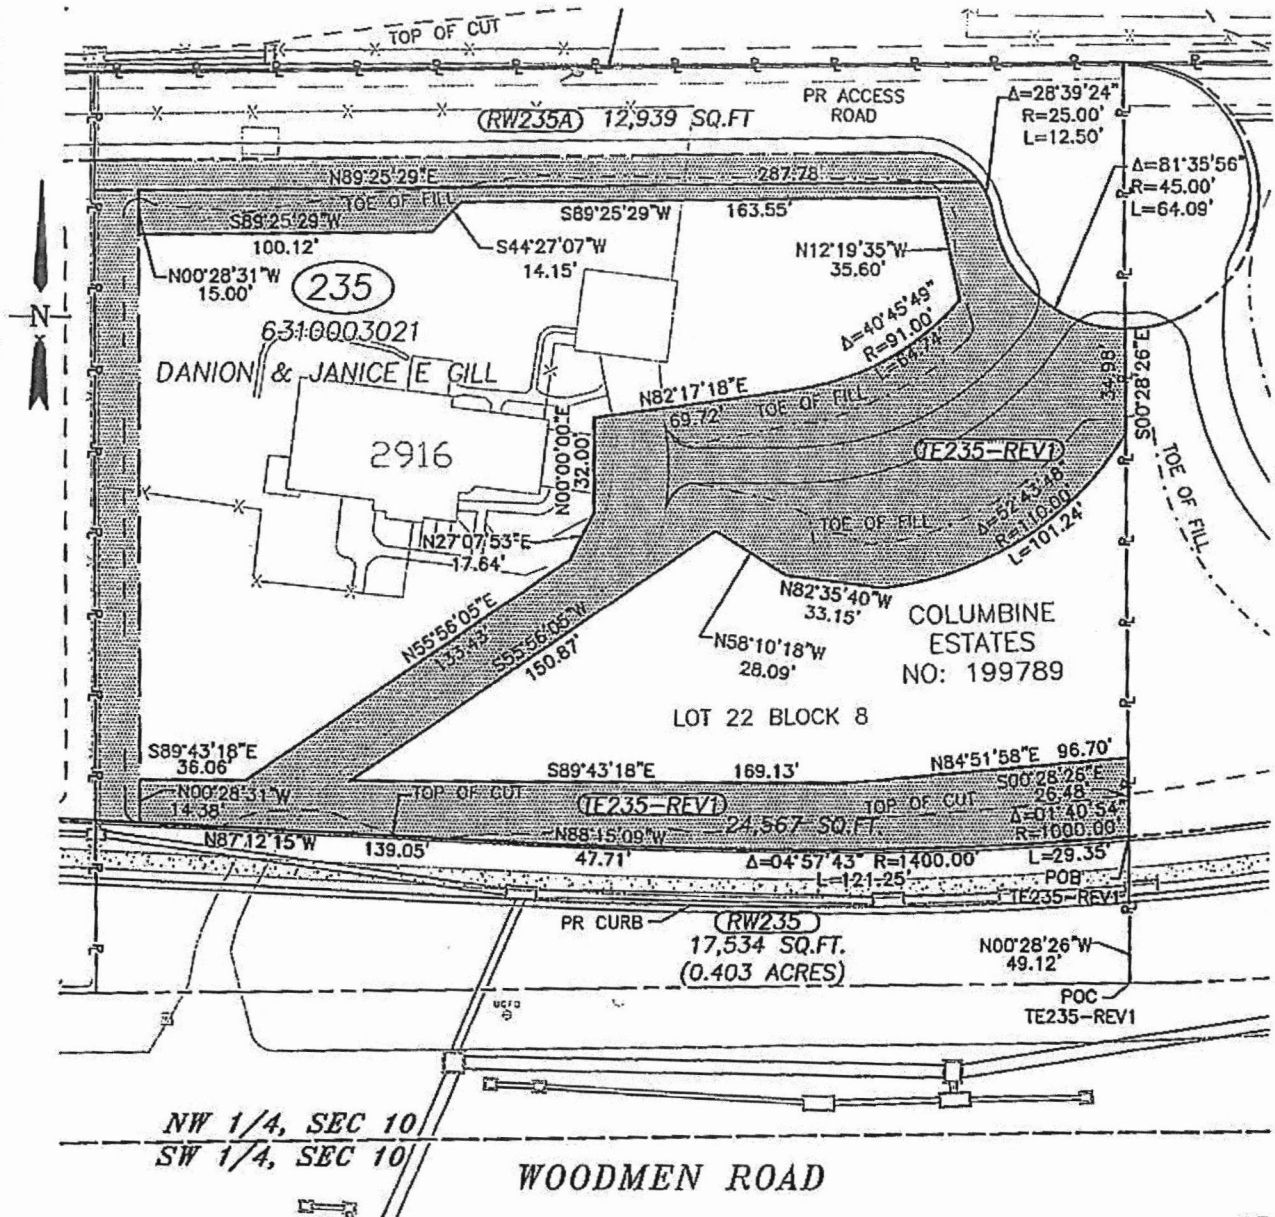 TOP OF CUT
PR ACCESS
ROAD
RW235A 12,939 SQ.FT
Δ=28°39'24"
R=25.00'
L=12.50'
Δ=81°35'56"
R=45.00'
L=64.09'
N89°25'29"E 287.78
TOE OF FILL
S89°25'29"W
100.12'
S89°25'29"W 163.55'
S44°27'07"W
14.15'
N12°19'35"W
35.60'
N00°28'31"W
15.00'
235
6310003021
DANION & JANICE E GILL
Δ=40°45'49"
R=91.00'
L=64.74'
34.98'
S00°28'26"E
N82°17'18"E
69.72'
TOE OF FILL
N00°00'00"E
32.00'
2916
TE235-REV1
TOE OF FILL
Δ=52°43'48"
R=110.00'
L=101.24'
TOE OF FILL
N27°07'53"E
17.64'
N82°35'40"W
33.15'
COLUMBINE
ESTATES
NO: 199789
N58°10'18"W
28.09'
N55°56'05"E
133.43'
S55°56'05"W
150.87'
LOT 22 BLOCK 8
S89°43'18"E
36.06'
S89°43'18"E 169.13'
N84°51'58"E 96.70'
S00°28'26"E
26.48'
N00°28'31"W
14.38'
TOP OF CUT
TE235-REV1
24,567 SQ.FT.
TOP OF CUT
Δ=01°40'54"
R=1000.00'
L=29.35'
N87°12'15"W
139.05'
N88°15'09"W
47.71'
Δ=04°57'43" R=1400.00'
L=121.25'
POB
TE235-REV1
PR CURB
RW235
17,534 SQ.FT.
(0.403 ACRES)
N00°28'26"W
49.12'
POC
TE235-REV1
N
NW 1/4, SEC 10
SW 1/4, SEC 10
WOODMEN ROAD